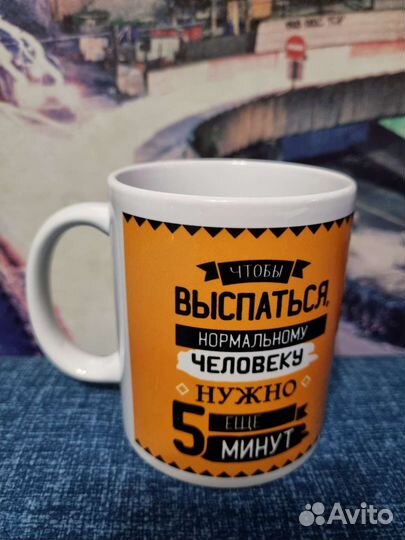 ЧТОБЫ
ВЫСПАТЬСЯ,
НОРМАЛЬНОМУ
ЧЕЛОВЕКУ
НУЖНО
5 ЕЩЕ
МИНУТ
Avito